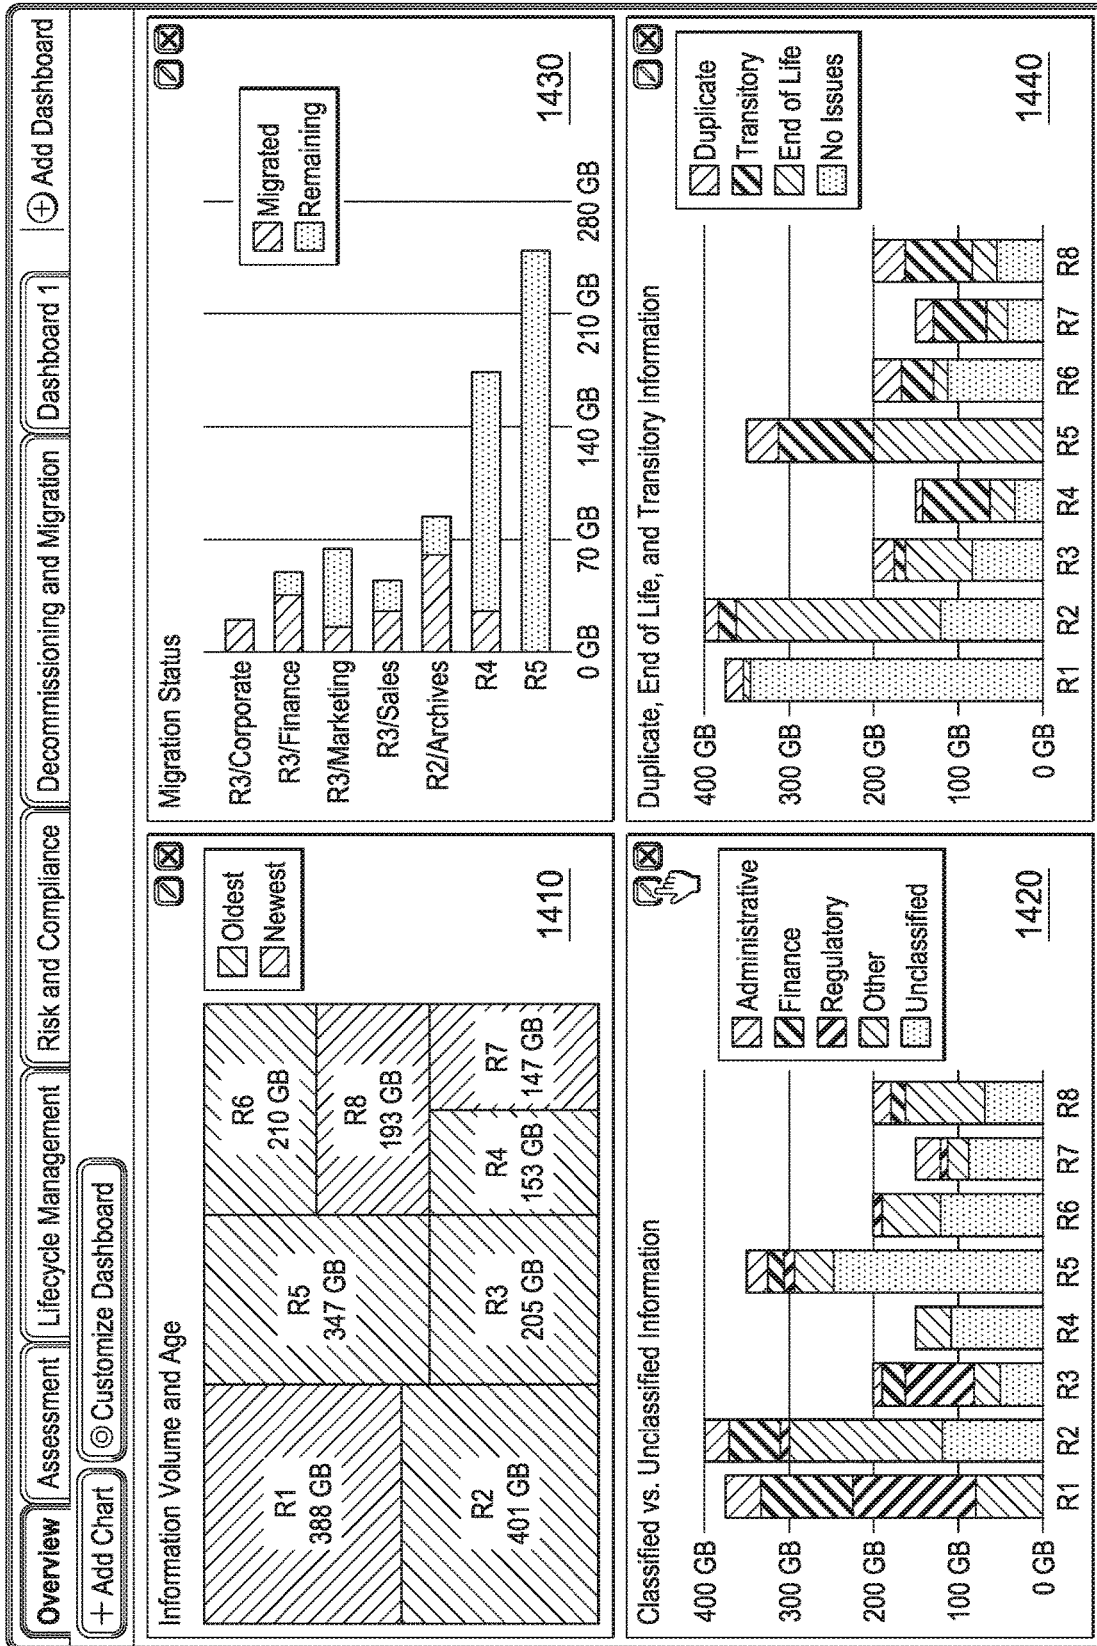 Overview
Assessment
Lifecycle Management
Risk and Compliance
Decommissioning and Migration
Dashboard 1
Add Dashboard
+ Add Chart
Customize Dashboard
Information Volume and Age
R1
388 GB
R2
401 GB
R5
347 GB
R3
205 GB
R6
210 GB
R8
193 GB
R4
153 GB
R7
147 GB
Oldest
Newest
1410
Migration Status
R3/Corporate
R3/Finance
R3/Marketing
R3/Sales
R2/Archives
R4
R5
0 GB 70 GB 140 GB 210 GB 280 GB
Migrated
Remaining
1430
Classified vs. Unclassified Information
400 GB
300 GB
200 GB
100 GB
0 GB
R1 R2 R3 R4 R5 R6 R7 R8
Administrative
Finance
Regulatory
Other
Unclassified
1420
Duplicate, End of Life, and Transitory Information
400 GB
300 GB
200 GB
100 GB
0 GB
R1 R2 R3 R4 R5 R6 R7 R8
Duplicate
Transitory
End of Life
No Issues
1440